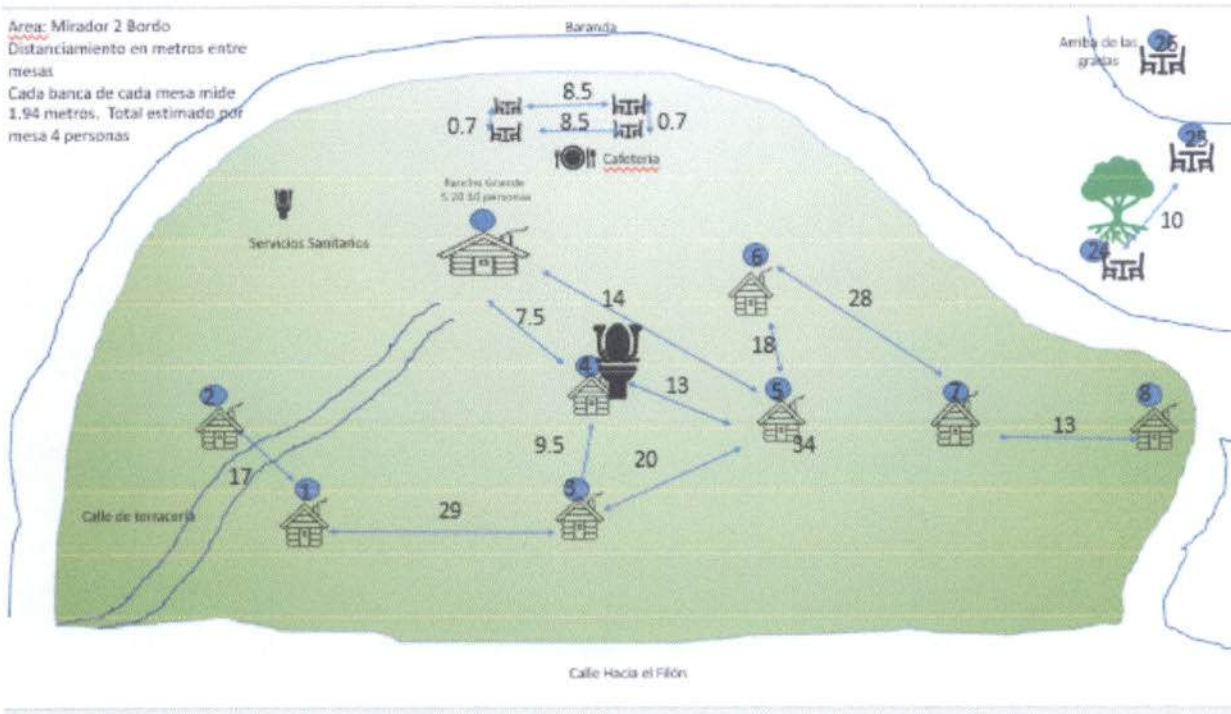 Area: Mirador 2 Bordo
Distanciamiento en metros entre
mesas
Cada banca de cada mesa mide
1.94 metros. Total estimado por
mesa 4 personas
Baranda
Arriba de las
gradas
26
8.5
0.7
8.5
0.7
Cafeteria
25
10
24
Rancho Grande
personas
Servicios Sanitarios
6
14
28
7.5
18
4
13
2
5
7
8
34
13
9.5
20
17
1
3
29
Calle de terracería
Calle Hacia el Filón